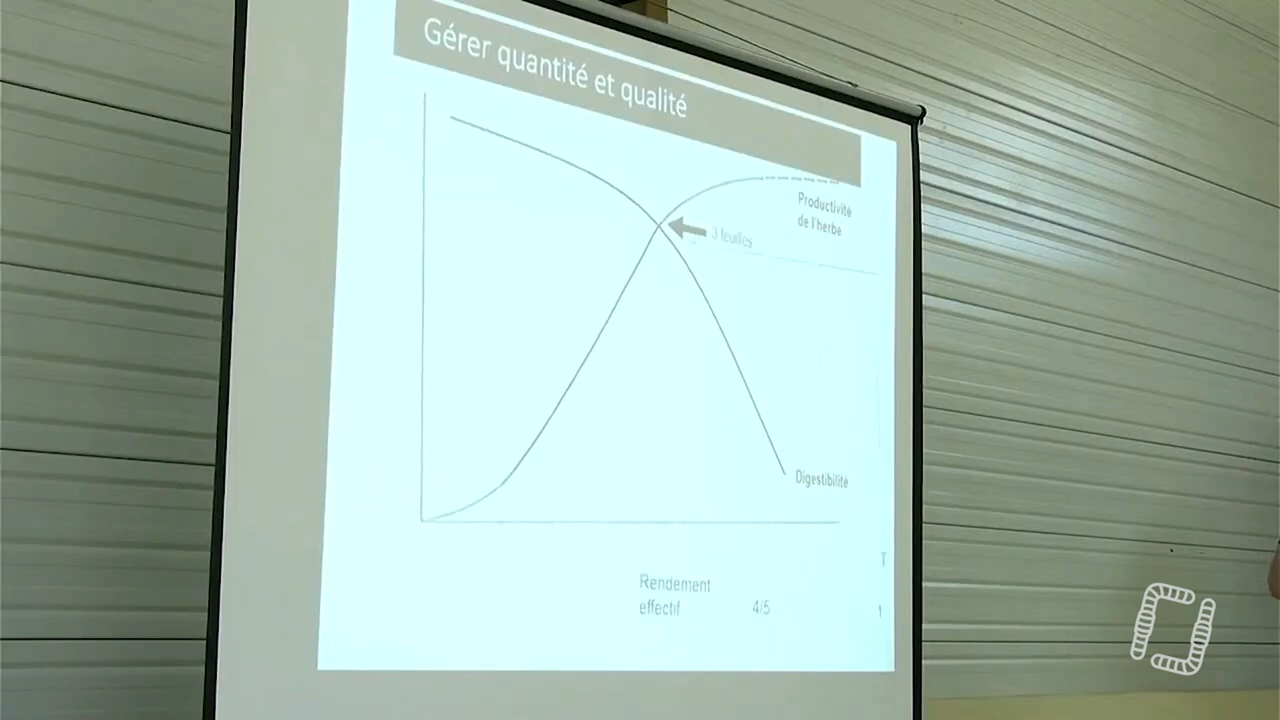 Gérer quantité et qualité
Productivité
de l'herbe
3 feuilles
Digestibilité
Rendement
effectif
4/5
T
1